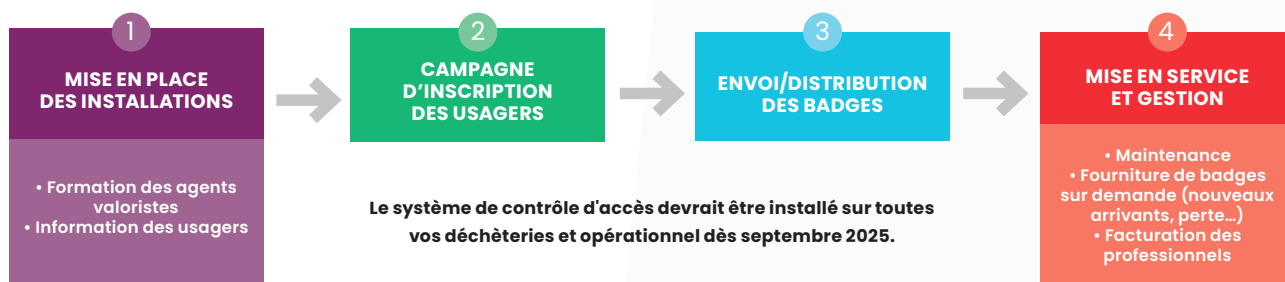 1
MISE EN PLACE
DES INSTALLATIONS
• Formation des agents
valoristes
• Information des usagers
2
CAMPAGNE
D'INSCRIPTION
DES USAGERS
3
ENVOI/DISTRIBUTION
DES BADGES
Le système de contrôle d'accès devrait être installé sur toutes
vos déchèteries et opérationnel dès septembre 2025.
4
MISE EN SERVICE
ET GESTION
• Maintenance
• Fourniture de badges
sur demande (nouveaux
arrivants, perte…)
• Facturation des
professionnels